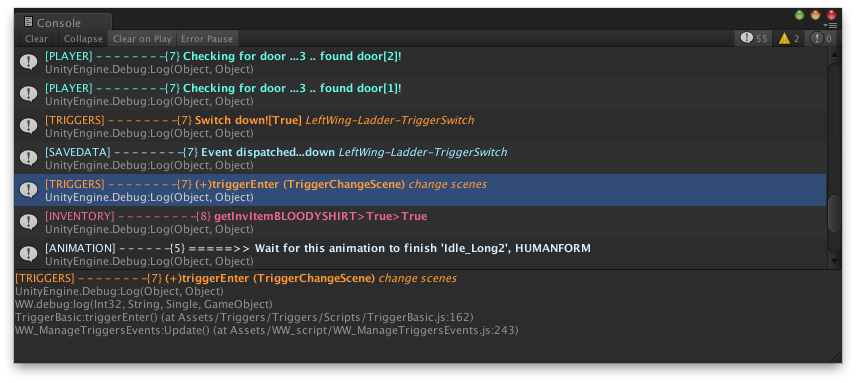 Console
Clear Collapse Clear on Play Error Pause 55 2 0
[PLAYER] - - - - - - - -{7} Checking for door ...3 .. found door[2]!
UnityEngine.Debug:Log(Object, Object)
[PLAYER] - - - - - - - -{7} Checking for door ...3 .. found door[1]!
UnityEngine.Debug:Log(Object, Object)
[TRIGGERS] - - - - - - - -{7} Switch down![True] LeftWing-Ladder-TriggerSwitch
UnityEngine.Debug:Log(Object, Object)
[SAVEDATA] - - - - - - - -{7} Event dispatched...down LeftWing-Ladder-TriggerSwitch
UnityEngine.Debug:Log(Object, Object)
[TRIGGERS] - - - - - - - -{7} (+)triggerEnter (TriggerChangeScene) change scenes
UnityEngine.Debug:Log(Object, Object)
[INVENTORY] - - - - - - - - -{8} getInvItemBLOODYSHIRT>True>True
UnityEngine.Debug:Log(Object, Object)
[ANIMATION] - - - - - -{5} =====>> Wait for this animation to finish 'Idle_Long2', HUMANFORM
UnityEngine.Debug:Log(Object, Object)
[TRIGGERS] - - - - - - - -{7} (+)triggerEnter (TriggerChangeScene) change scenes
UnityEngine.Debug:Log(Object, Object)
WW.debug:log(Int32, String, Single, GameObject)
TriggerBasic:triggerEnter() (at Assets/Triggers/Triggers/Scripts/TriggerBasic.js:162)
WW_ManageTriggersEvents:Update() (at Assets/WW_script/WW_ManageTriggersEvents.js:243)